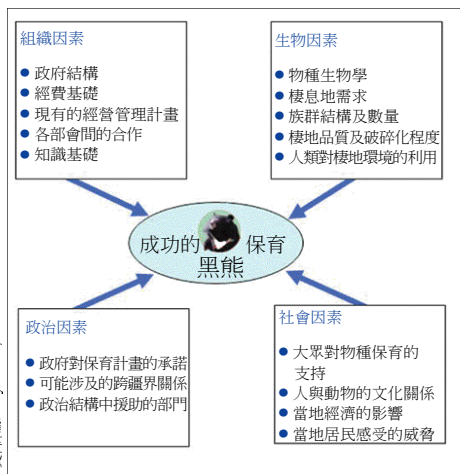 組織因素
● 政府結構
● 經費基礎
● 現有的經營管理計畫
● 各部會間的合作
● 知識基礎
生物因素
● 物種生物學
● 棲息地需求
● 族群結構及數量
● 棲地品質及破碎化程度
● 人類對棲地環境的利用
成功的 保育
黑熊
政治因素
● 政府對保育計畫的承諾
● 可能涉及的跨疆界關係
● 政治結構中援助的部門
社會因素
● 大眾對物種保育的
支持
● 人與動物的文化關係
● 當地經濟的影響
● 當地居民感受的威脅